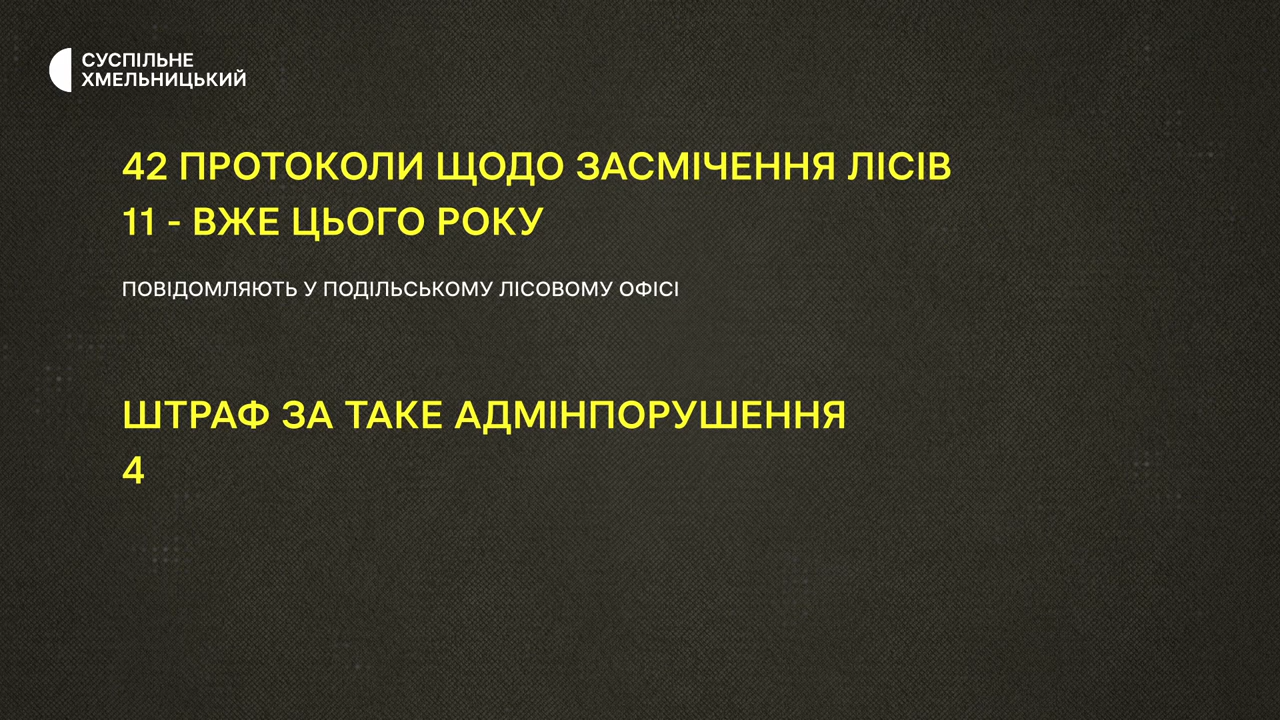 СУСПІЛЬНЕ
ХМЕЛЬНИЦЬКИЙ
42 ПРОТОКОЛИ ЩОДО ЗАСМІЧЕННЯ ЛІСІВ
11 - ВЖЕ ЦЬОГО РОКУ
ПОВІДОМЛЯЮТЬ У ПОДІЛЬСЬКОМУ ЛІСОВОМУ ОФІСІ
ШТРАФ ЗА ТАКЕ АДМІНПОРУШЕННЯ
4